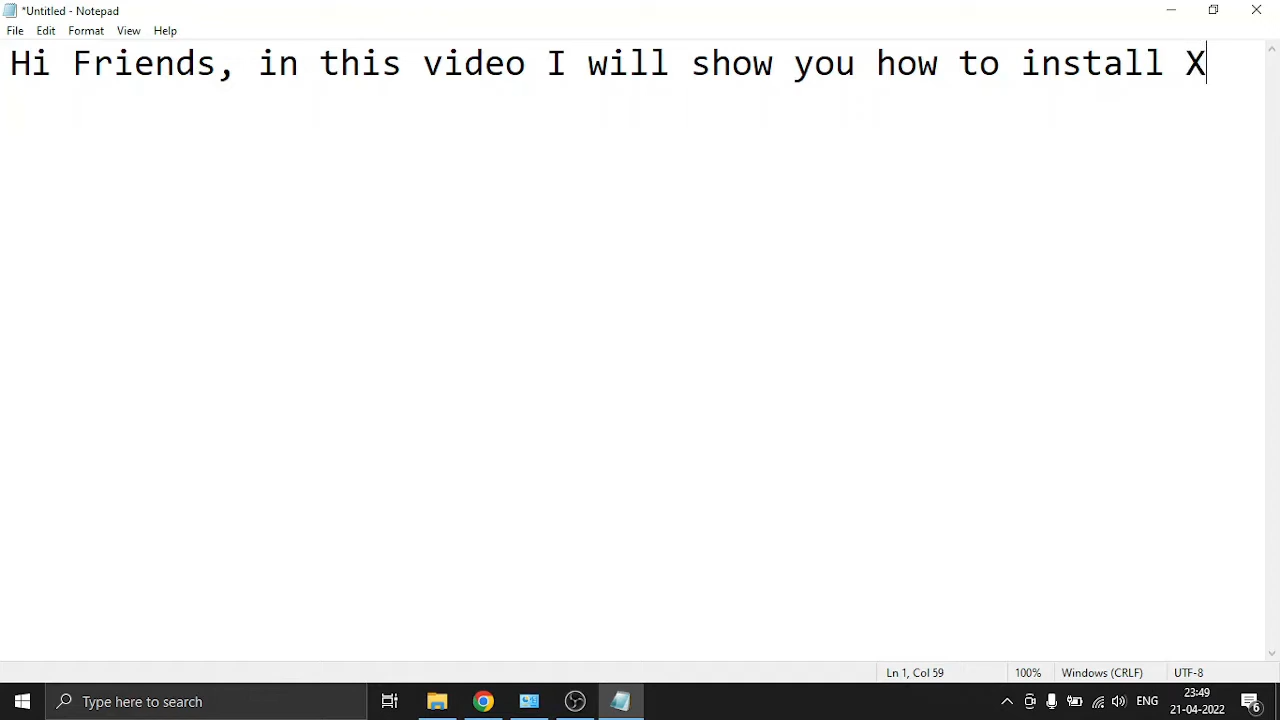 *Untitled - Notepad
File Edit Format View Help
Hi Friends, in this video I will show you how to install X
Ln 1, Col 59 100% Windows (CRLF) UTF-8
Type here to search
ENG
23:49
21-04-2022
6